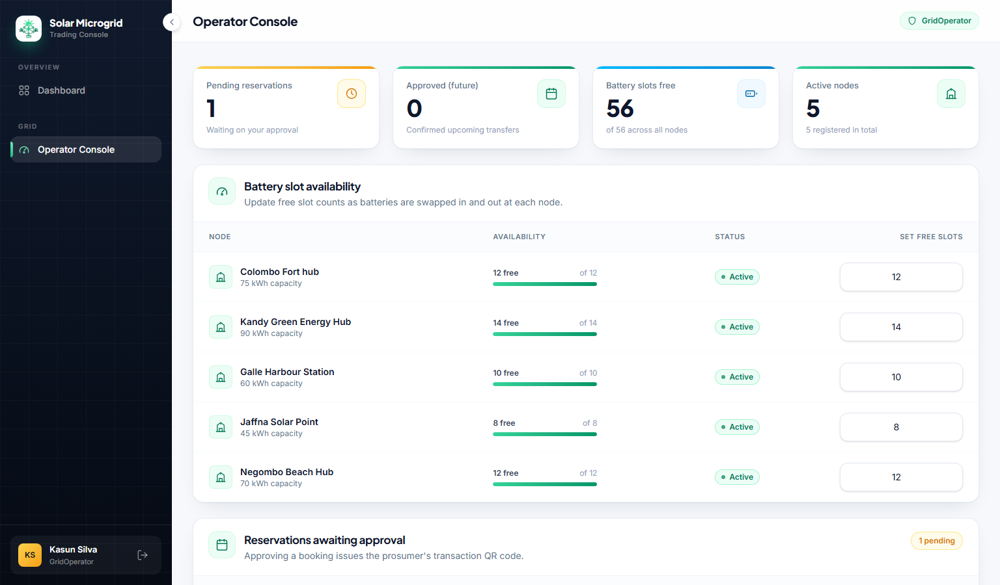 Solar Microgrid
Trading Console
OVERVIEW
Dashboard
GRID
Operator Console
KS
Kasun Silva
GridOperator
Operator Console
GridOperator
Pending reservations
1
Waiting on your approval
Approved (future)
0
Confirmed upcoming transfers
Battery slots free
56
of 56 across all nodes
Active nodes
5
5 registered in total
Battery slot availability
Update free slot counts as batteries are swapped in and out at each node.
NODE AVAILABILITY STATUS SET FREE SLOTS
Colombo Fort hub
75 kWh capacity
12 free of 12
Active
12
Kandy Green Energy Hub
90 kWh capacity
14 free of 14
Active
14
Galle Harbour Station
60 kWh capacity
10 free of 10
Active
10
Jaffna Solar Point
45 kWh capacity
8 free of 8
Active
8
Negombo Beach Hub
70 kWh capacity
12 free of 12
Active
12
Reservations awaiting approval
Approving a booking issues the prosumer's transaction QR code.
1 pending